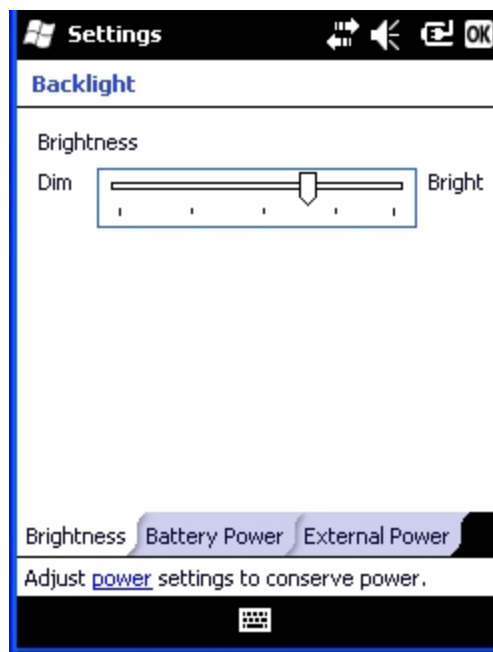 Settings OK
Backlight
Brightness
Dim Bright
Brightness Battery Power External Power
Adjust power settings to conserve power.